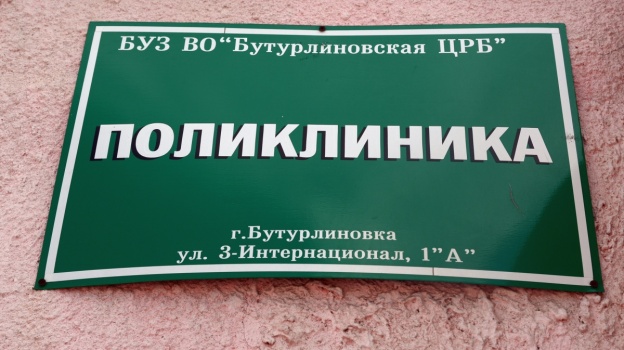 БУЗ ВО "Бутурлиновская ЦРБ"
ПОЛИКЛИНИКА
г.Бутурлиновка
ул. 3-Интернационал, 1"А"